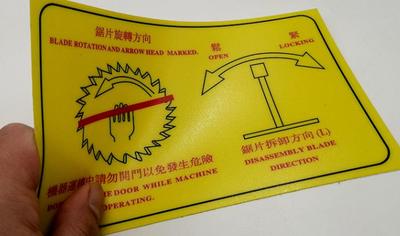 鋸片旋轉方向
BLADE ROTATION AND ARROW HEAD MARKED.
鬆
OPEN
緊
LOCKING
鋸片拆卸方向(L)
DISASSEMBLY BLADE
DIRECTION
機器運轉中請勿開門以免發生危險
THE DOOR WHILE MACHINE
OPERATING.